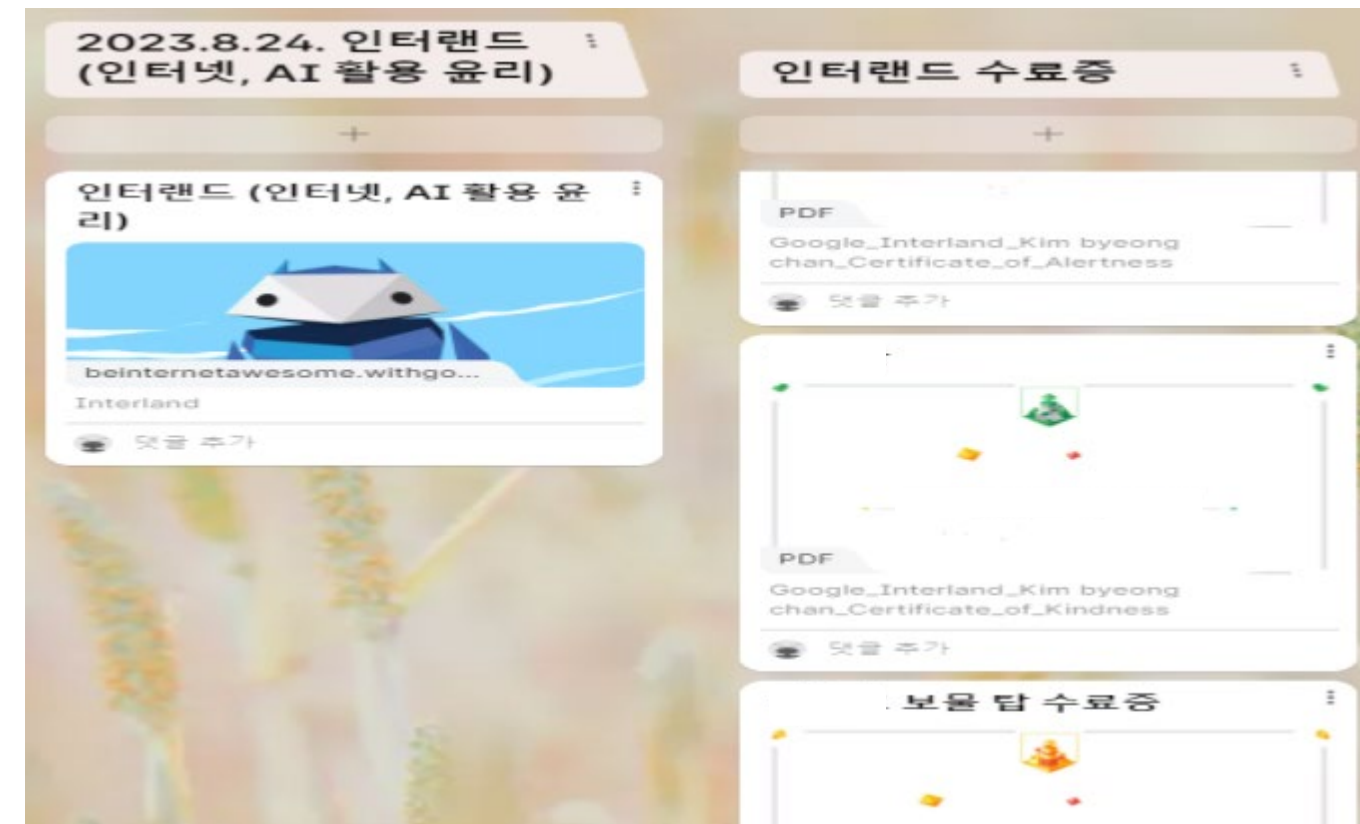 2023.8.24. 인터랜드
(인터넷, AI 활용 윤리)
+
인터랜드 (인터넷, AI 활용 윤
리)
beinternetawesome.withgo...
Interland
댓글 추가
인터랜드 수료증
+
PDF
Google_Interland_Kim byeong
chan_Certificate_of_Alertness
댓글 추가
PDF
Google_Interland_Kim byeong
chan_Certificate_of_Kindness
댓글 추가
보물 탑 수료증